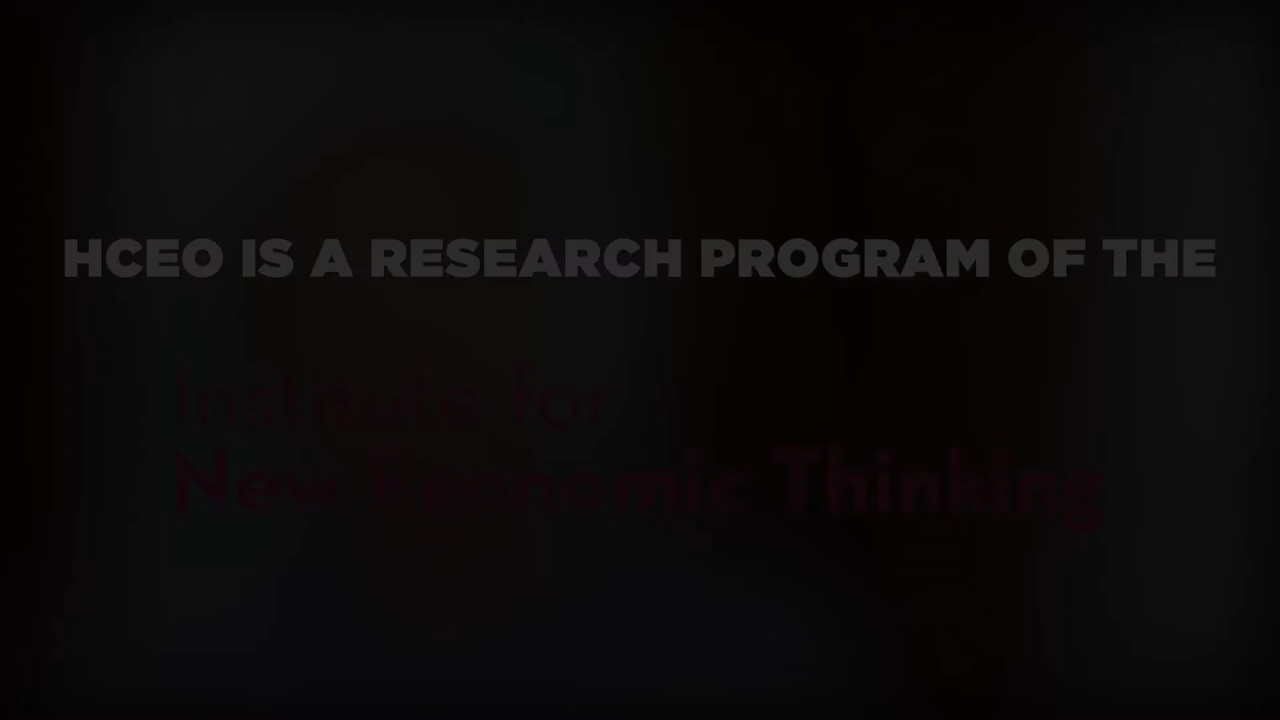 HCEO IS A RESEARCH PROGRAM OF THE
Institute for
New Economic Thinking